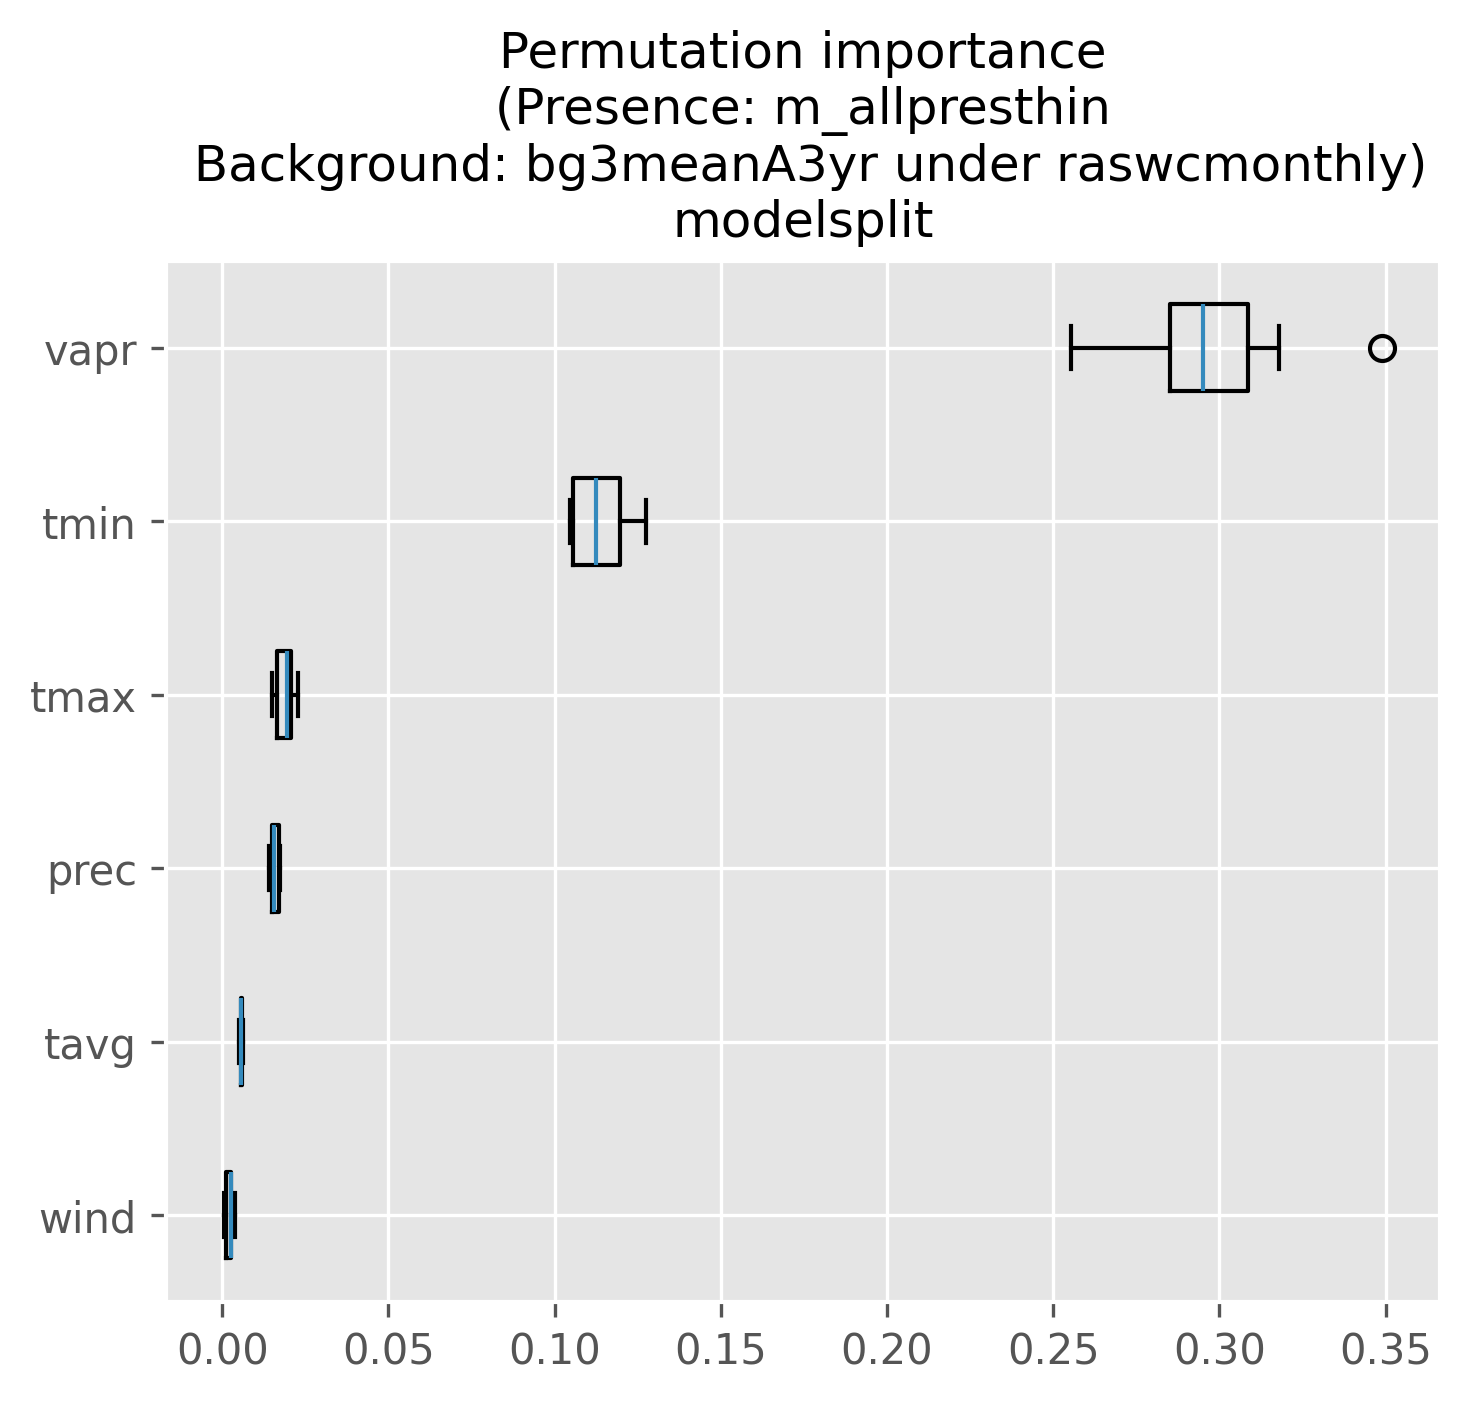 Permutation importance
(Presence: m_allpresthin
Background: bg3meanA3yr under raswcmonthly)
modelsplit
vapr
tmin
tmax
prec
tavg
wind
0.00 0.05 0.10 0.15 0.20 0.25 0.30 0.35